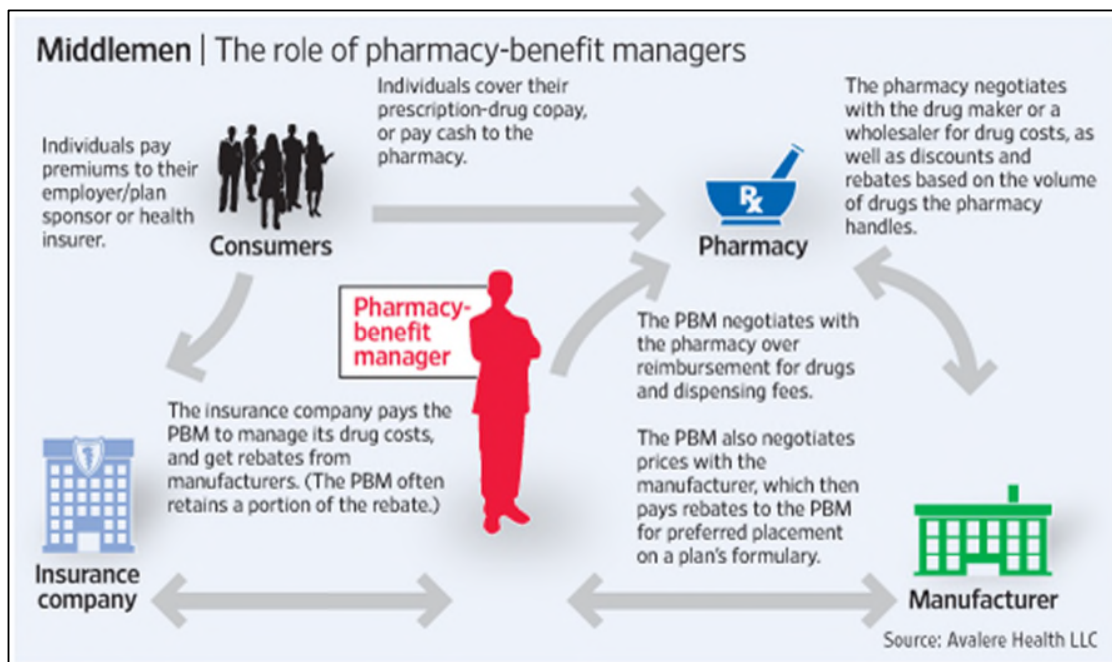 Middlemen | The role of pharmacy-benefit managers
Individuals pay
premiums to their
employer/plan
sponsor or health
insurer.
Consumers
Individuals cover their
prescription-drug copay,
or pay cash to the
pharmacy.
Rx
Pharmacy
The pharmacy negotiates
with the drug maker or a
wholesaler for drug costs, as
well as discounts and
rebates based on the volume
of drugs the pharmacy
handles.
Pharmacy-
benefit
manager
The PBM negotiates with
the pharmacy over
reimbursement for drugs
and dispensing fees.
The insurance company pays the
PBM to manage its drug costs,
and get rebates from
manufacturers. (The PBM often
retains a portion of the rebate.)
The PBM also negotiates
prices with the
manufacturer, which then
pays rebates to the PBM
for preferred placement
on a plan's formulary.
Insurance
company
Manufacturer
Source: Avalere Health LLC